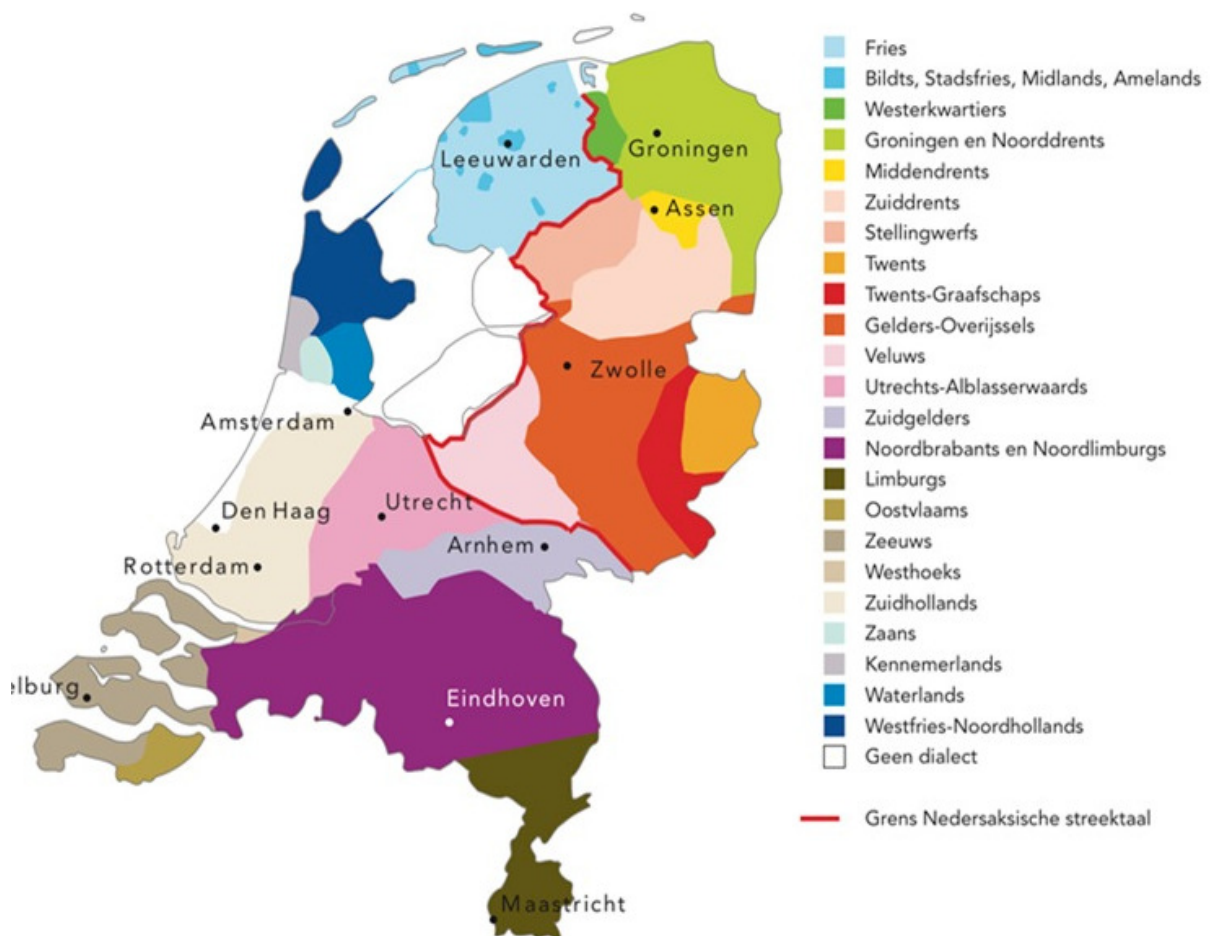 Leeuwarden
Groningen
Assen
Zwolle
Amsterdam
Den Haag
Utrecht
Arnhem
Rotterdam
elburg
Eindhoven
Maastricht
Fries
Bildts, Stadsfries, Midlands, Amelands
Westerkwartiers
Groningen en Noorddrents
Middendrents
Zuiddrents
Stellingwerfs
Twents
Twents-Graafschaps
Gelders-Overijssels
Veluws
Utrechts-Alblasserwaards
Zuidgelders
Noordbrabants en Noordlimburgs
Limburgs
Oostvlaams
Zeeuws
Westhoeks
Zuidhollands
Zaans
Kennemerlands
Waterlands
Westfries-Noordhollands
Geen dialect
Grens Nedersaksische streektaal